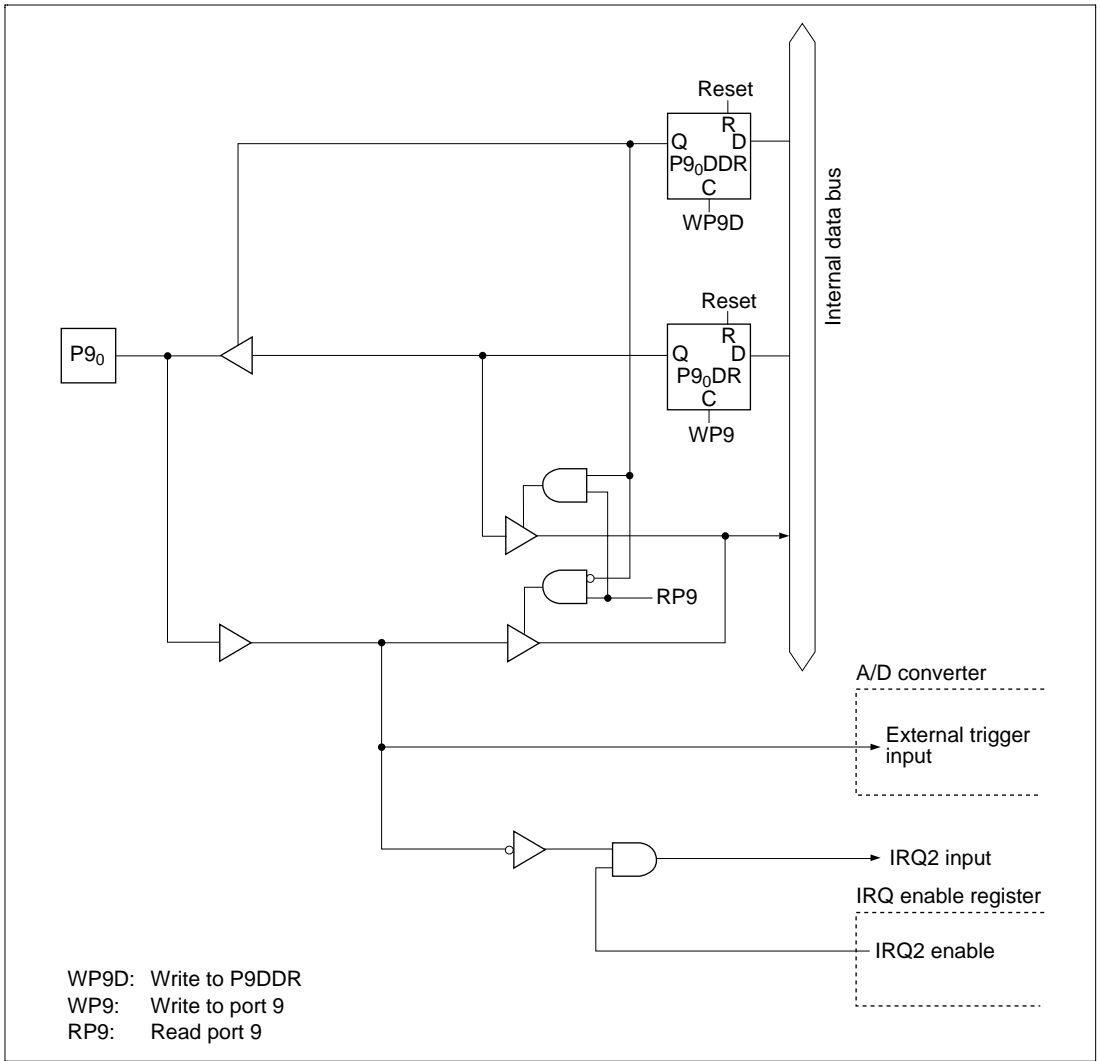 Reset
R
Q D
P9₀DDR
C
WP9D
Internal data bus
Reset
R
P9₀
Q D
P9₀DR
C
WP9
RP9
A/D converter
External trigger
input
IRQ2 input
IRQ enable register
IRQ2 enable
WP9D: Write to P9DDR
WP9: Write to port 9
RP9: Read port 9